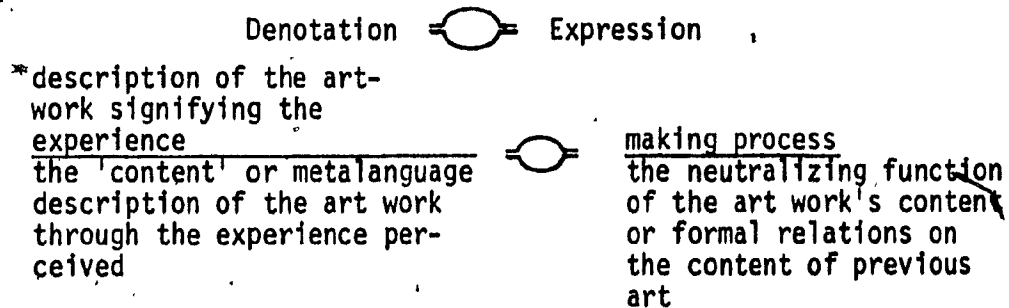 Denotation Expression
*description of the art-
work signifying the
experience
the 'content' or metalanguage
description of the art work
through the experience per-
ceived
making process
the neutralizing function
of the art work's content
or formal relations on
the content of previous
art